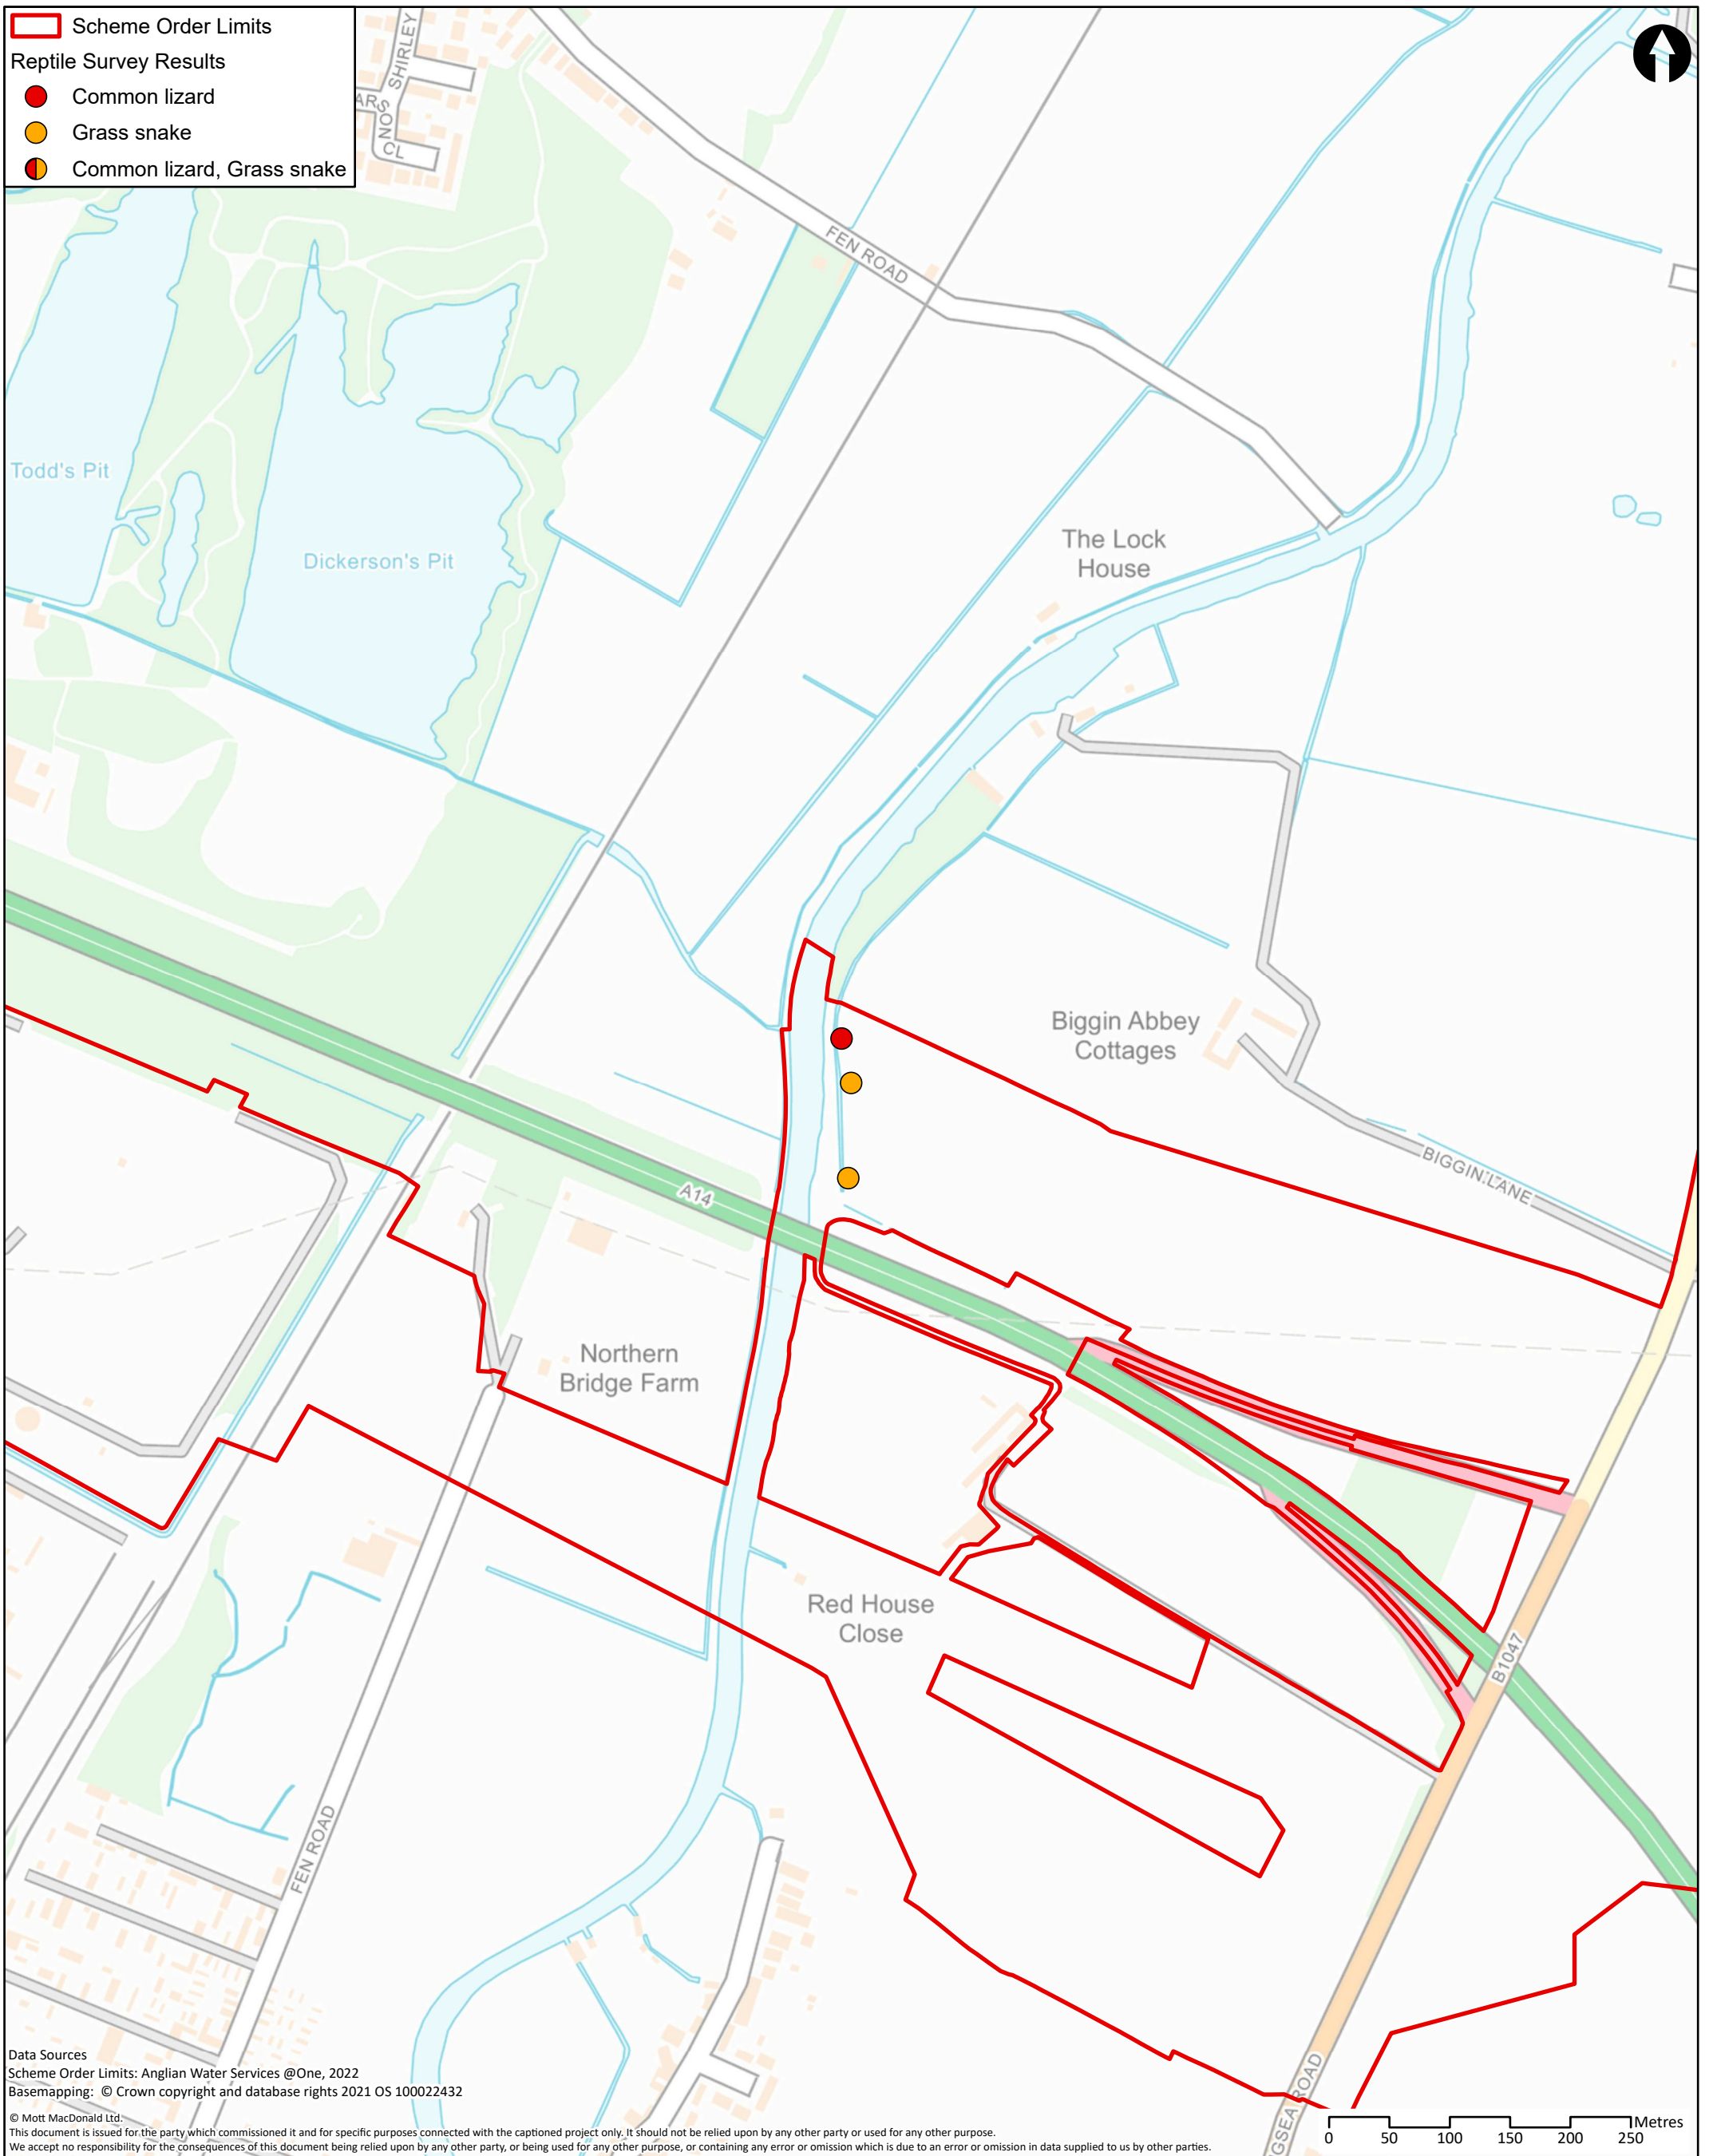 Scheme Order Limits
Reptile Survey Results
Common lizard
Grass snake
Common lizard, Grass snake
SHIRLEY
CL
FEN ROAD
Todd's Pit
Dickerson's Pit
The Lock
House
Biggin Abbey
Cottages
BIGGIN LANE
A14
Northern
Bridge Farm
Red House
Close
B1047
FEN ROAD
GSEA ROAD
Data Sources
Scheme Order Limits: Anglian Water Services @One, 2022
Basemapping: © Crown copyright and database rights 2021 OS 100022432
© Mott MacDonald Ltd.
This document is issued for the party which commissioned it and for specific purposes connected with the captioned project only. It should not be relied upon by any other party or used for any other purpose.
We accept no responsibility for the consequences of this document being relied upon by any other party, or being used for any other purpose, or containing any error or omission which is due to an error or omission in data supplied to us by other parties.
Metres
0 50 100 150 200 250